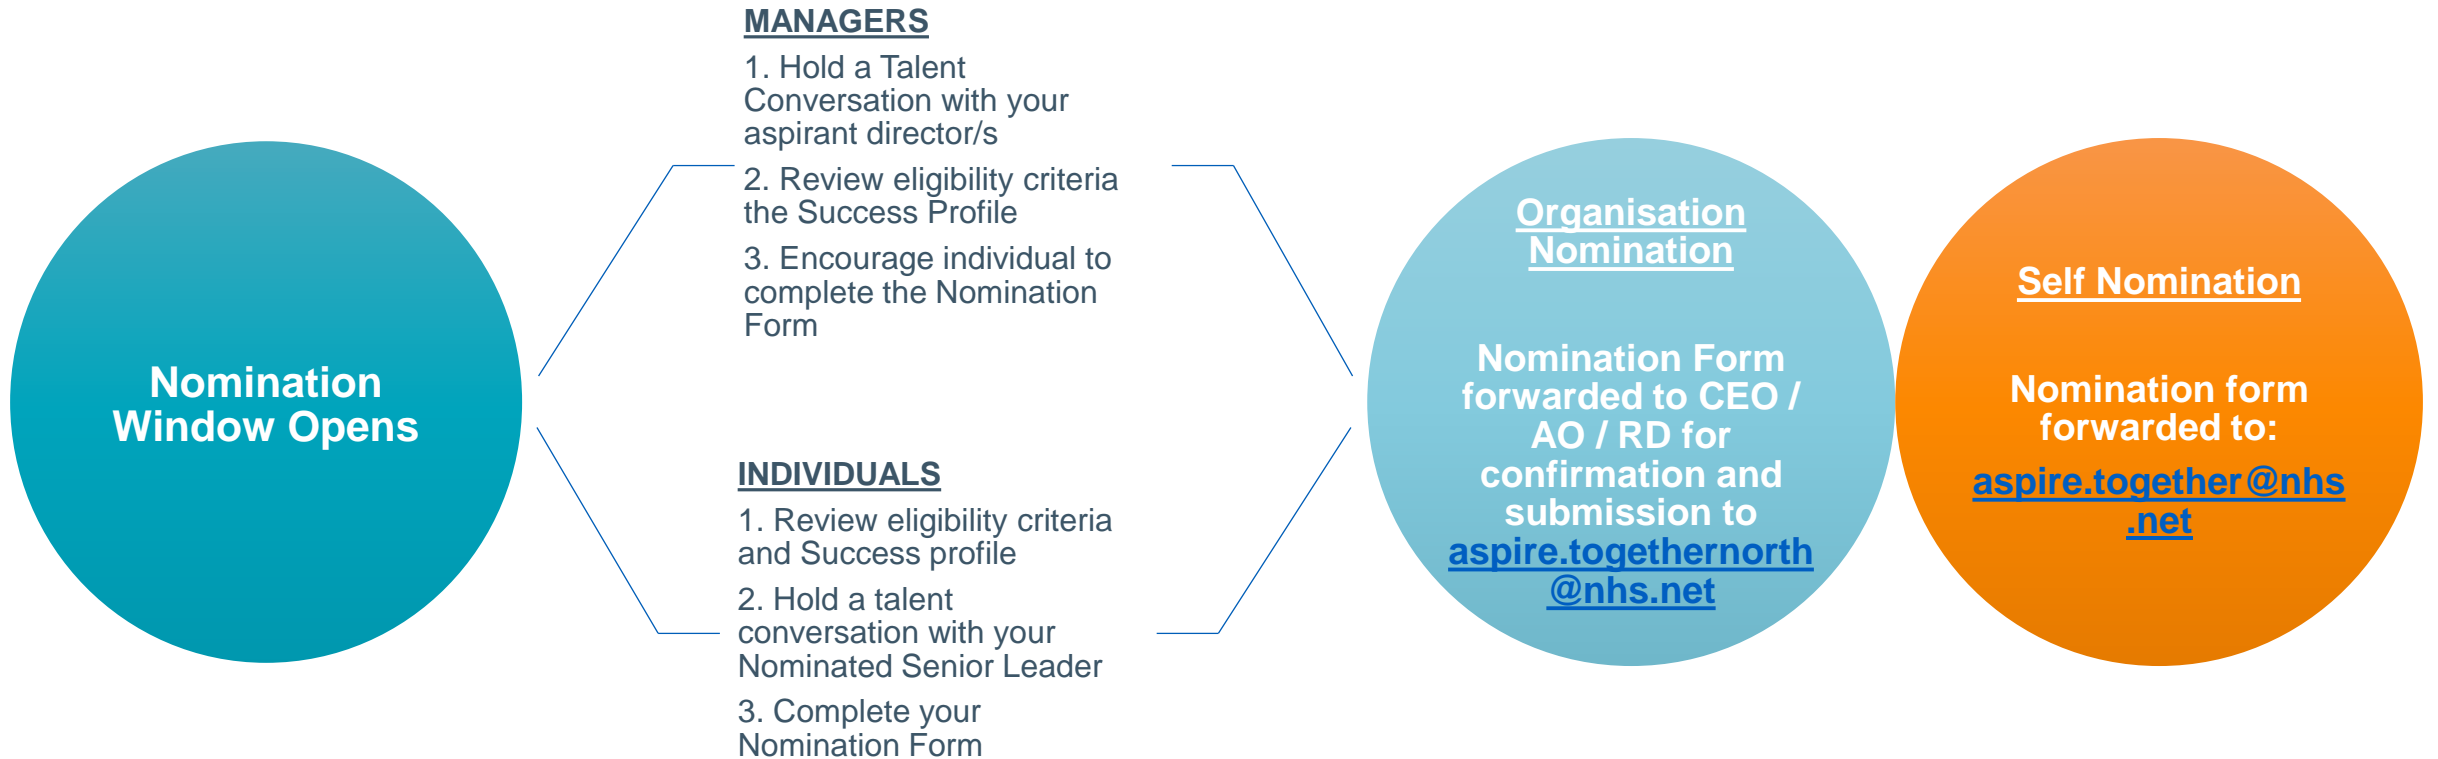 Nomination
Window Opens
MANAGERS
1. Hold a Talent
Conversation with your
aspirant director/s
2. Review eligibility criteria
the Success Profile
3. Encourage individual to
complete the Nomination
Form
INDIVIDUALS
1. Review eligibility criteria
and Success profile
2. Hold a talent
conversation with your
Nominated Senior Leader
3. Complete your
Nomination Form
Organisation
Nomination
Nomination Form
forwarded to CEO /
AO / RD for
confirmation and
submission to
aspire.togethernorth
@nhs.net
Self Nomination
Nomination form
forwarded to:
aspire.together@nhs
.net